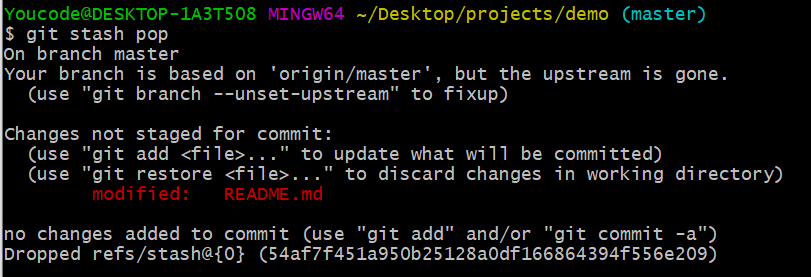 Youcode@DESKTOP-1A3T508 MINGW64 ~/Desktop/projects/demo (master)
$ git stash pop
On branch master
Your branch is based on 'origin/master', but the upstream is gone.
  (use "git branch --unset-upstream" to fixup)

Changes not staged for commit:
  (use "git add <file>..." to update what will be committed)
  (use "git restore <file>..." to discard changes in working directory)
        modified:   README.md

no changes added to commit (use "git add" and/or "git commit -a")
Dropped refs/stash@{0} (54af7f451a950b25128a0df166864394f556e209)